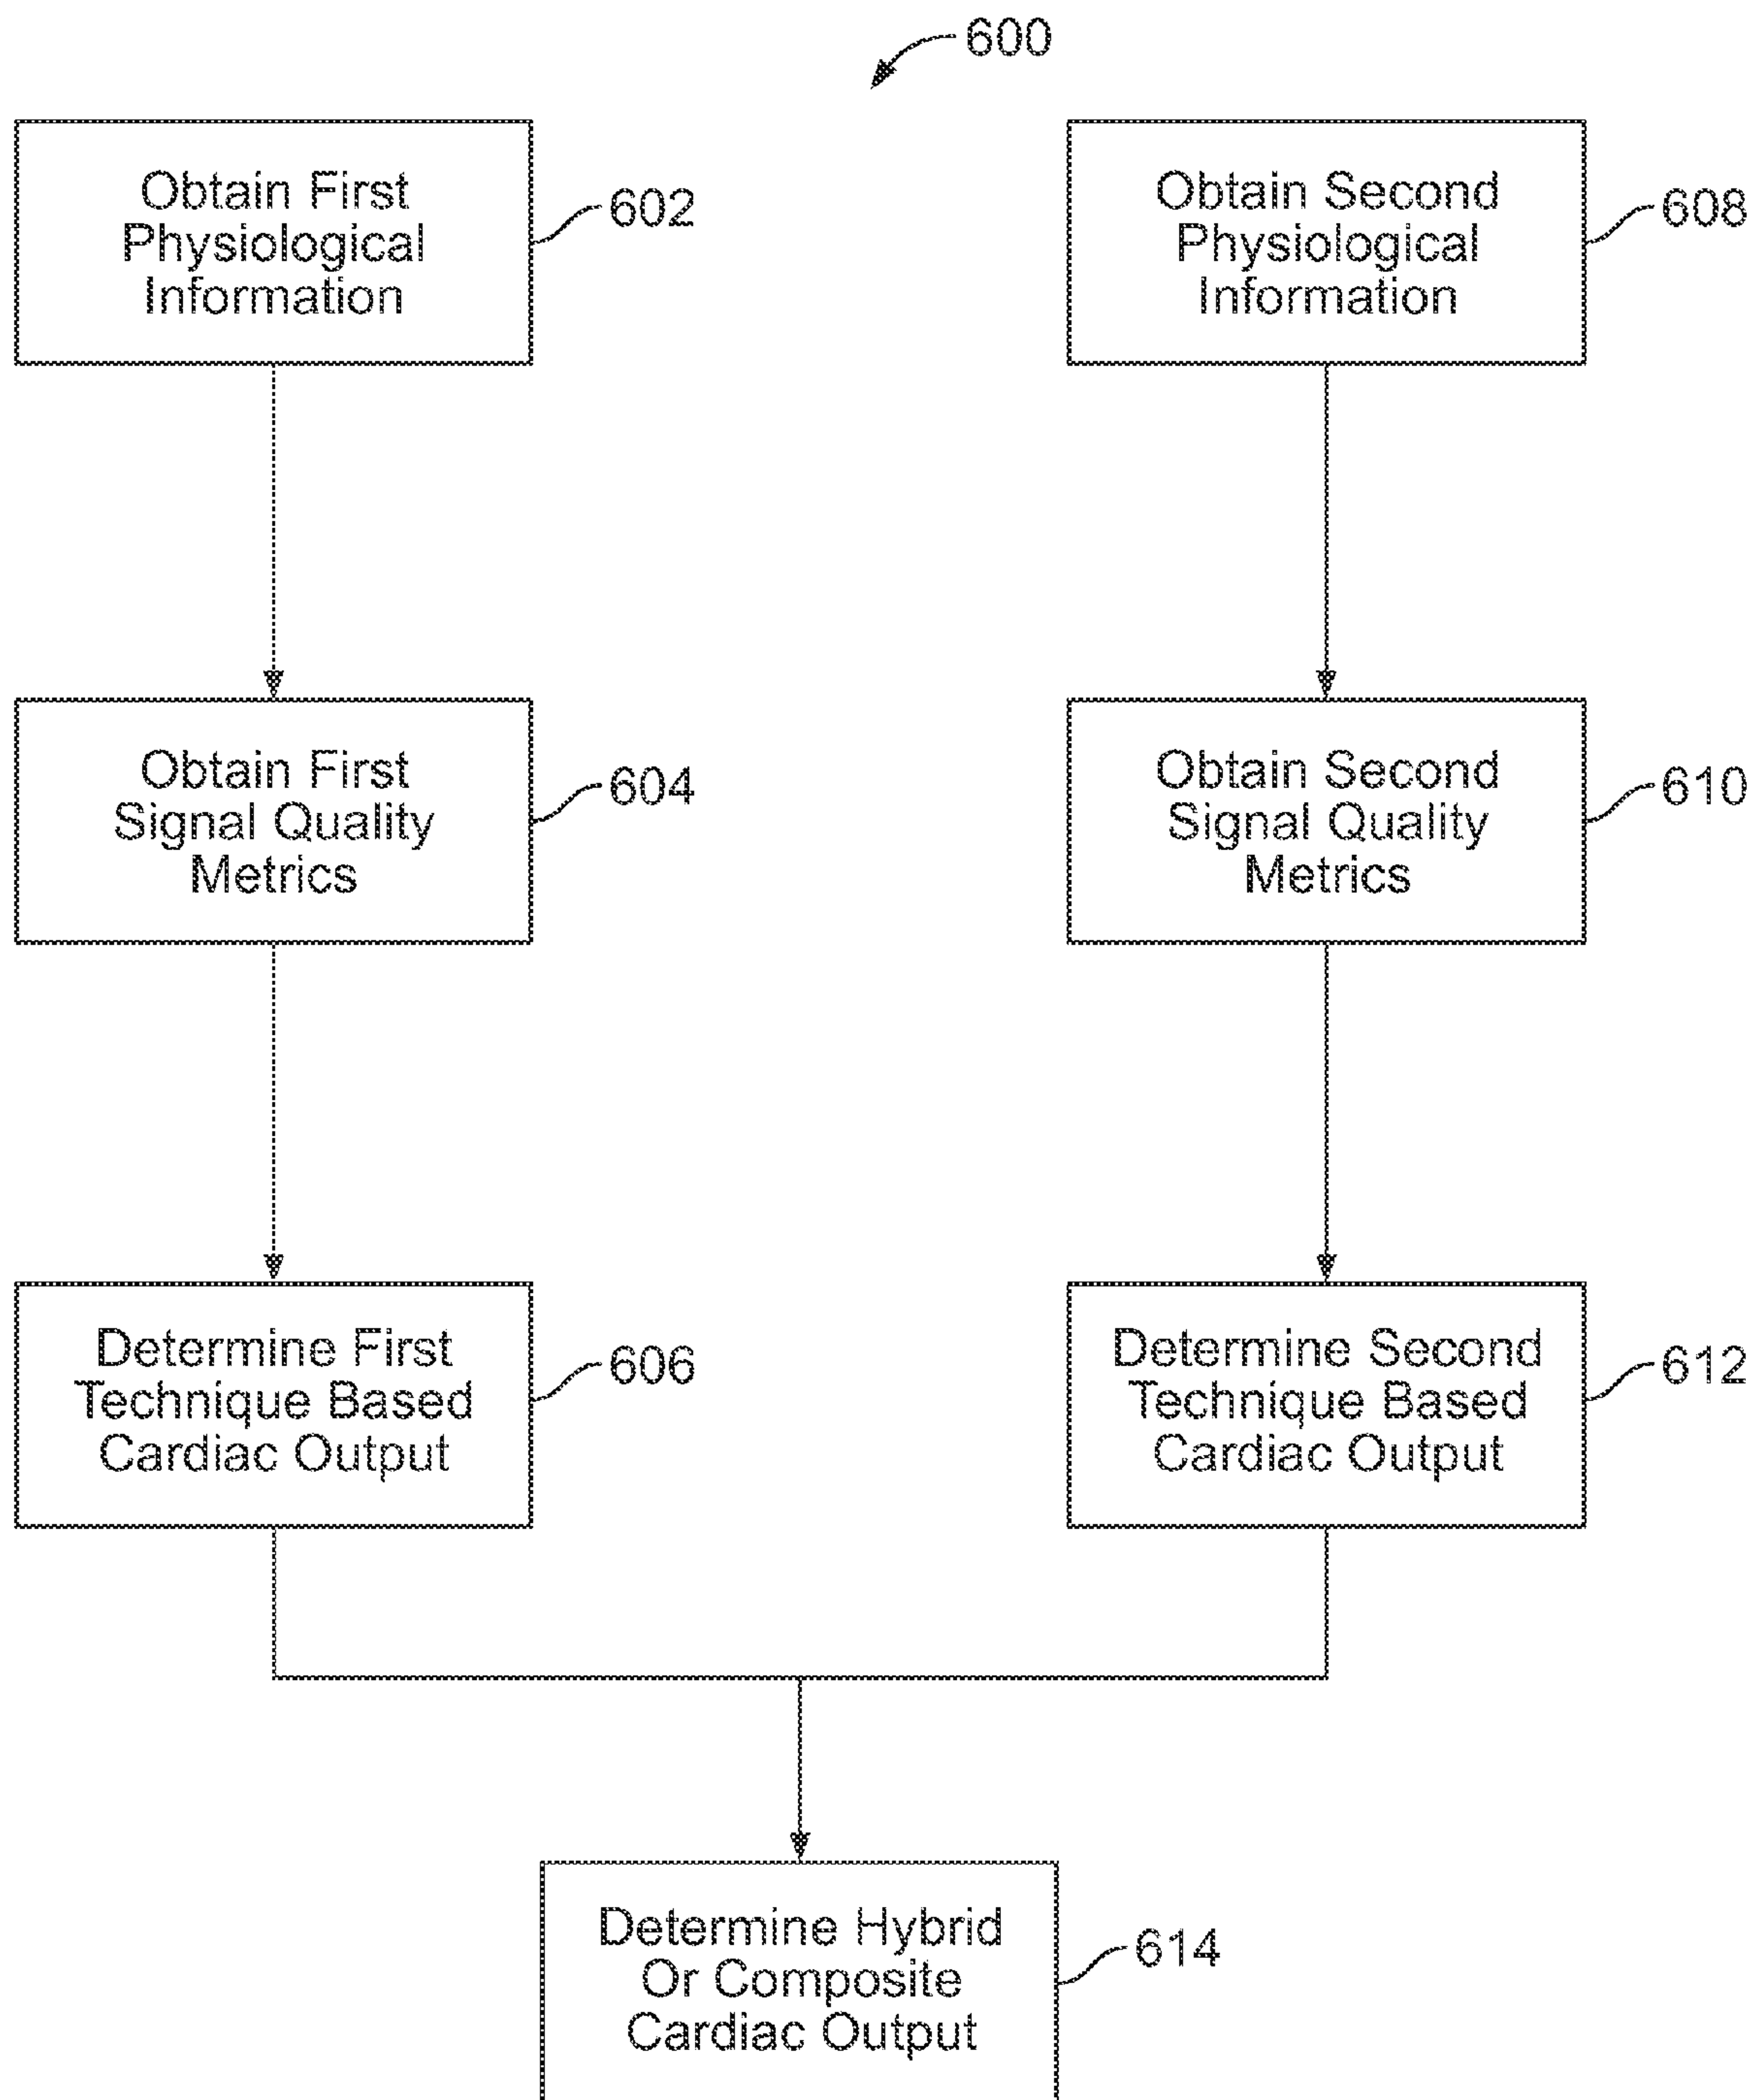 600
Obtain First
Physiological
Information
602
Obtain Second
Physiological
Information
608
Obtain First
Signal Quality
Metrics
604
Obtain Second
Signal Quality
Metrics
610
Determine First
Technique Based
Cardiac Output
606
Determine Second
Technique Based
Cardiac Output
612
Determine Hybrid
Or Composite
Cardiac Output
614